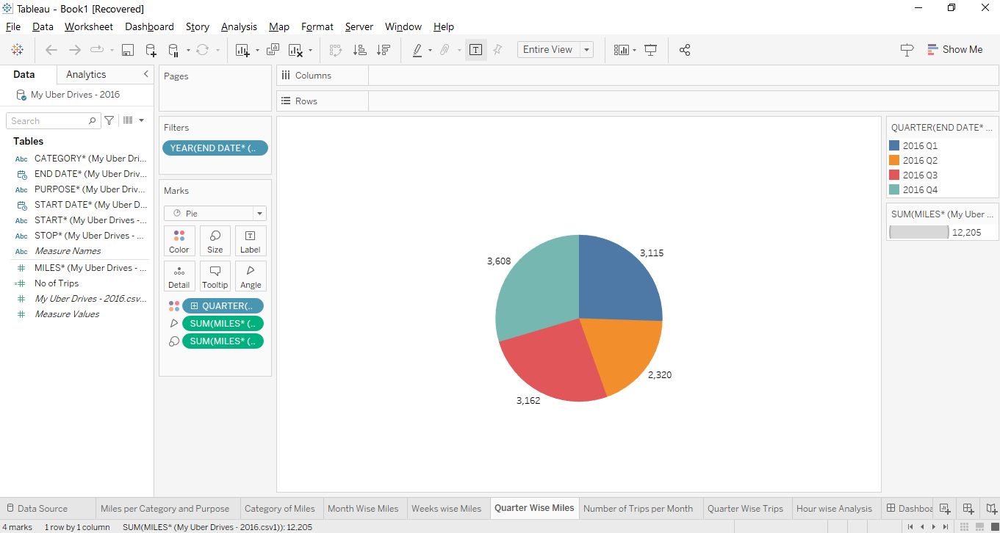 Tableau - Book1 [Recovered]
File Data Worksheet Dashboard Story Analysis Map Format Server Window Help
Entire View
Show Me
Data Analytics
My Uber Drives - 2016
Search
Tables
Abc CATEGORY* (My Uber Dri...
END DATE* (My Uber Driv...
Abc PURPOSE* (My Uber Driv...
START DATE* (My Uber D...
Abc START* (My Uber Drives -...
Abc STOP* (My Uber Drives - ...
Abc Measure Names
# MILES* (My Uber Drives - ...
=# No of Trips
# My Uber Drives - 2016.csv...
# Measure Values
Pages
Filters
YEAR(END DATE* (..
Marks
Pie
Color Size Label
Detail Tooltip Angle
QUARTER(..
SUM(MILES* (..
SUM(MILES* (..
Columns
Rows
3,608
3,115
2,320
3,162
QUARTER(END DATE* ...
2016 Q1
2016 Q2
2016 Q3
2016 Q4
SUM(MILES* (My Uber ...
12,205
Data Source Miles per Category and Purpose Category of Miles Month Wise Miles Weeks wise Miles Quarter Wise Miles Number of Trips per Month Quarter Wise Trips Hour wise Analysis Dashboa
4 marks 1 row by 1 column SUM(MILES* (My Uber Drives - 2016.csv1)): 12,205